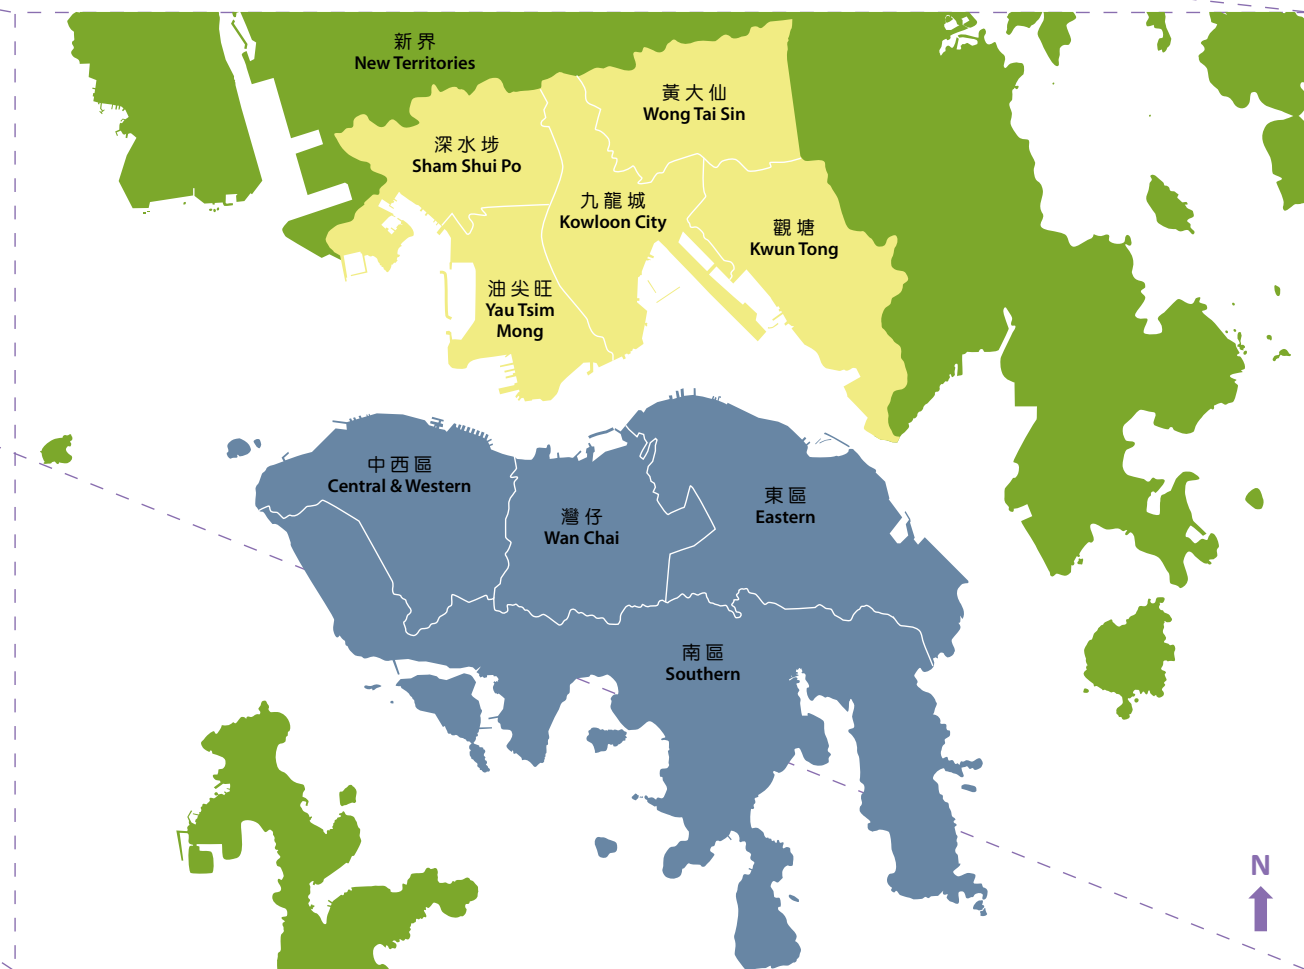 新界
New Territories
黃大仙
Wong Tai Sin
深水埗
Sham Shui Po
九龍城
Kowloon City
觀塘
Kwun Tong
油尖旺
Yau Tsim
Mong
中西區
Central & Western
灣仔
Wan Chai
東區
Eastern
南區
Southern
N